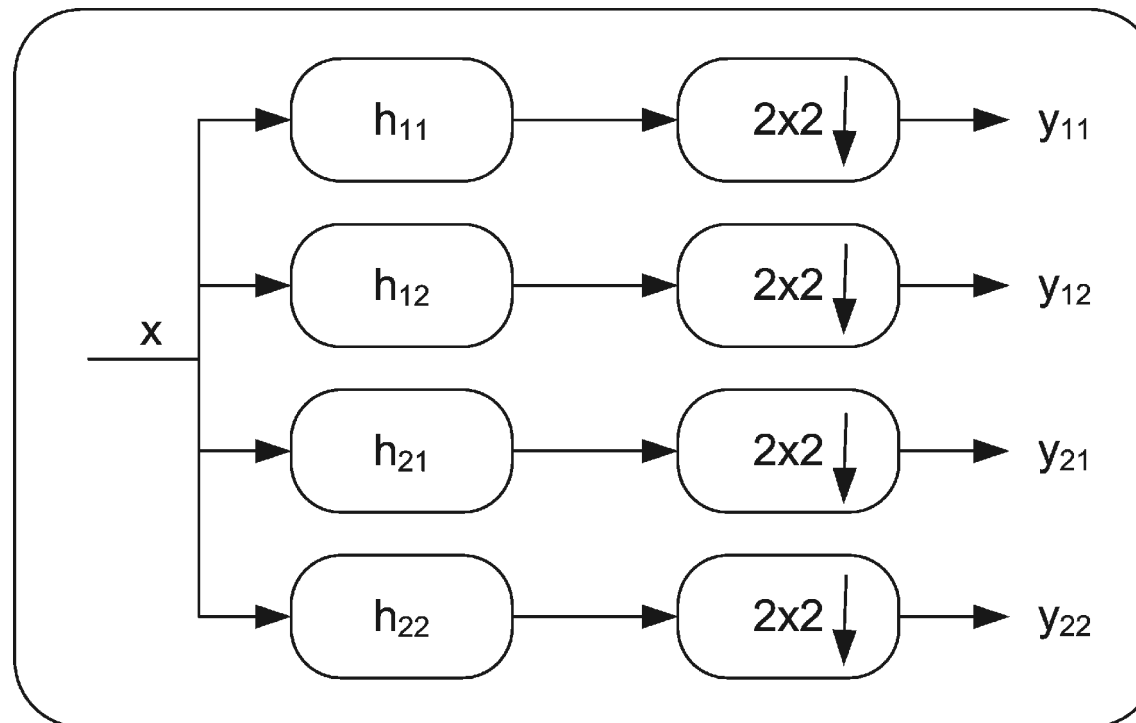 h₁₁ 2x2 y₁₁
h₁₂ 2x2 y₁₂
x
h₂₁ 2x2 y₂₁
h₂₂ 2x2 y₂₂